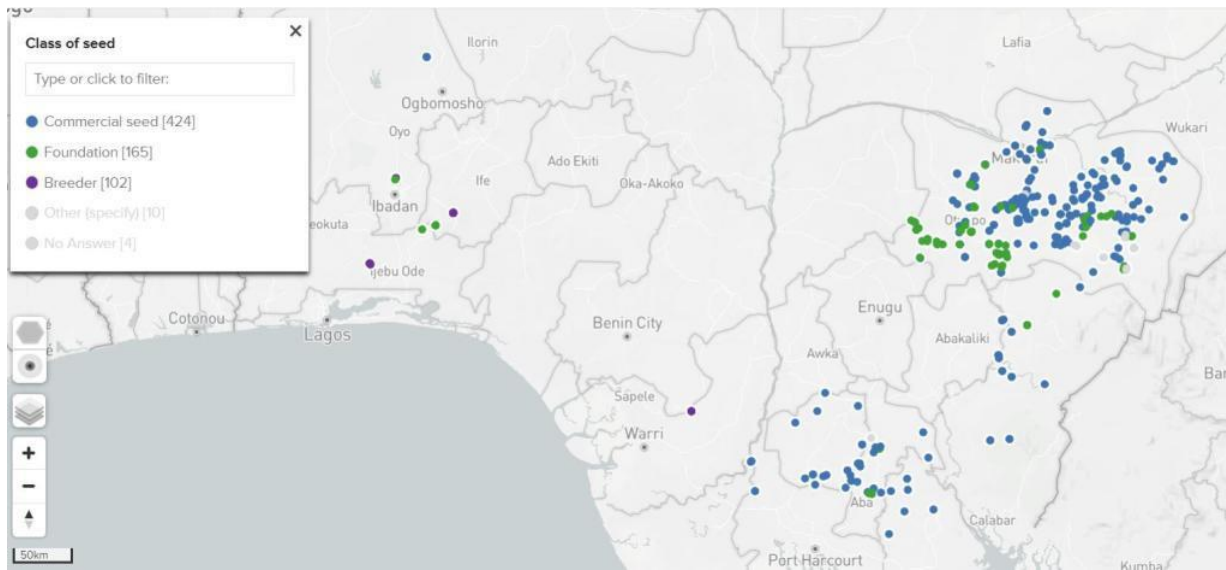 Class of seed
×
Type or click to filter:
Commercial seed [424]
Foundation [165]
Breeder [102]
Other (specify) [10]
No Answer [4]
Ilorin
Lafia
Ogbomosho
Wukari
Oyo
Ado Ekiti
Ife
Oka-Akoko
Ibadan
eokuta
Ijebu Ode
Enugu
Cotonou
Lagos
Benin City
Abakaliki
Awka
Sapele
Warri
Aba
Calabar
Port Harcourt
Kumba
+
−
50km